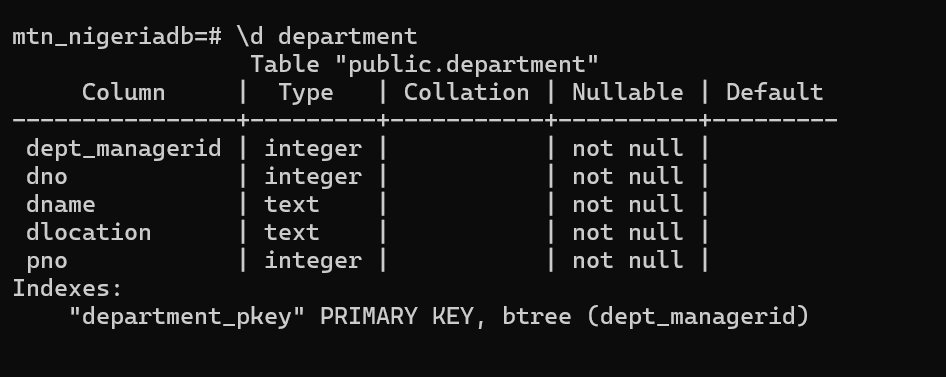 mtn_nigeriadb=# \d department
                 Table "public.department"
     Column     |  Type   | Collation | Nullable | Default
----------------+---------+-----------+----------+---------
 dept_managerid | integer |           | not null |
 dno            | integer |           | not null |
 dname          | text    |           | not null |
 dlocation      | text    |           | not null |
 pno            | integer |           | not null |
Indexes:
    "department_pkey" PRIMARY KEY, btree (dept_managerid)